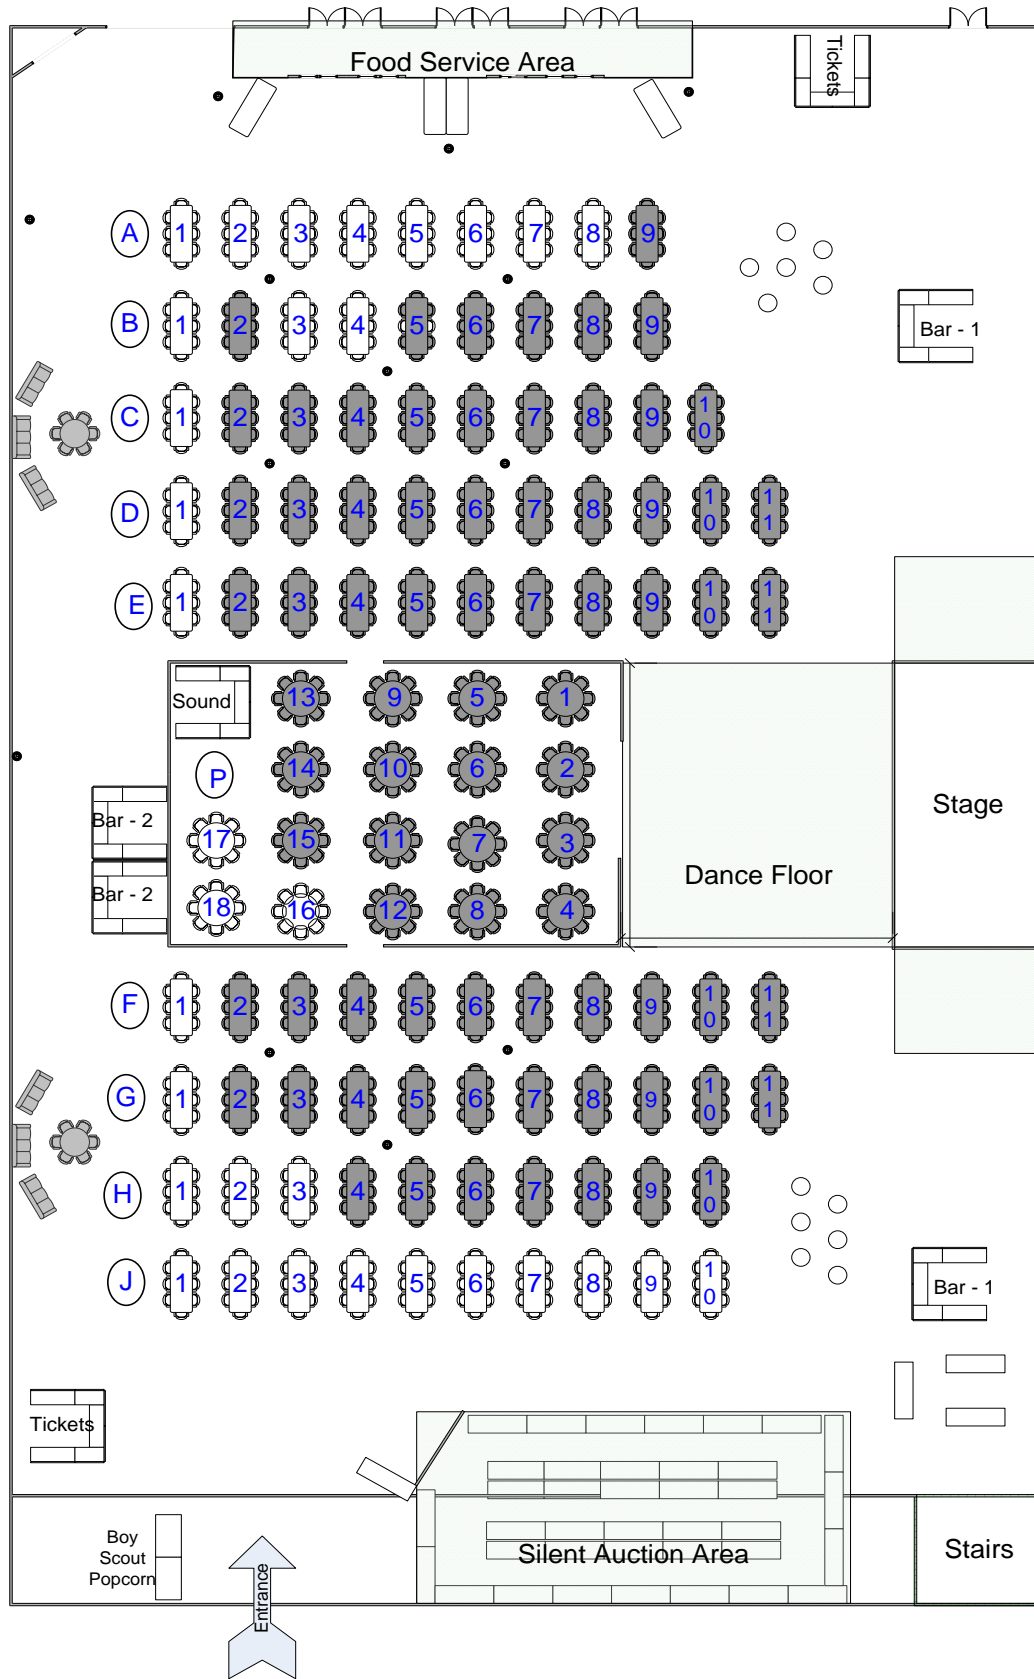 Food Service Area
Tickets
A 1 2 3 4 5 6 7 8 9
B 1 2 3 4 5 6 7 8 9
Bar - 1
C 1 2 3 4 5 6 7 8 9 10
D 1 2 3 4 5 6 7 8 9 10 11
E 1 2 3 4 5 6 7 8 9 10 11
Sound 13 9 5 1
P 14 10 6 2
Bar - 2 17 15 11 7 3
Bar - 2 18 16 12 8 4
Dance Floor
Stage
F 1 2 3 4 5 6 7 8 9 10 11
G 1 2 3 4 5 6 7 8 9 10 11
H 1 2 3 4 5 6 7 8 9 10
J 1 2 3 4 5 6 7 8 9 10
Bar - 1
Tickets
Boy
Scout
Popcorn
Entrance
Silent Auction Area
Stairs